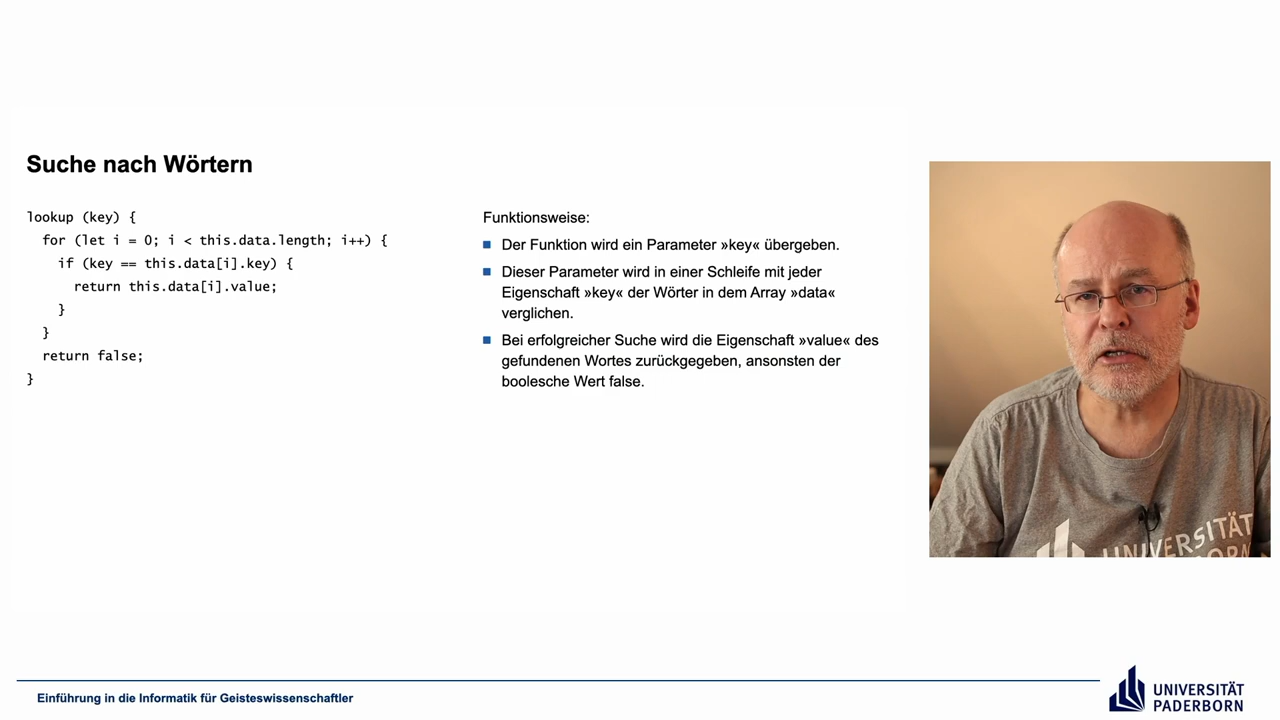 Suche nach Wörtern
lookup (key) {
for (let i = 0; i < this.data.length; i++) {
if (key == this.data[i].key) {
return this.data[i].value;
}
}
return false;
}
Funktionsweise:
Der Funktion wird ein Parameter »key« übergeben.
Dieser Parameter wird in einer Schleife mit jeder
Eigenschaft »key« der Wörter in dem Array »data«
verglichen.
Bei erfolgreicher Suche wird die Eigenschaft »value« des
gefundenen Wortes zurückgegeben, ansonsten der
boolesche Wert false.
UNIVERSITÄT
Einführung in die Informatik für Geisteswissenschaftler
UNIVERSITÄT
PADERBORN